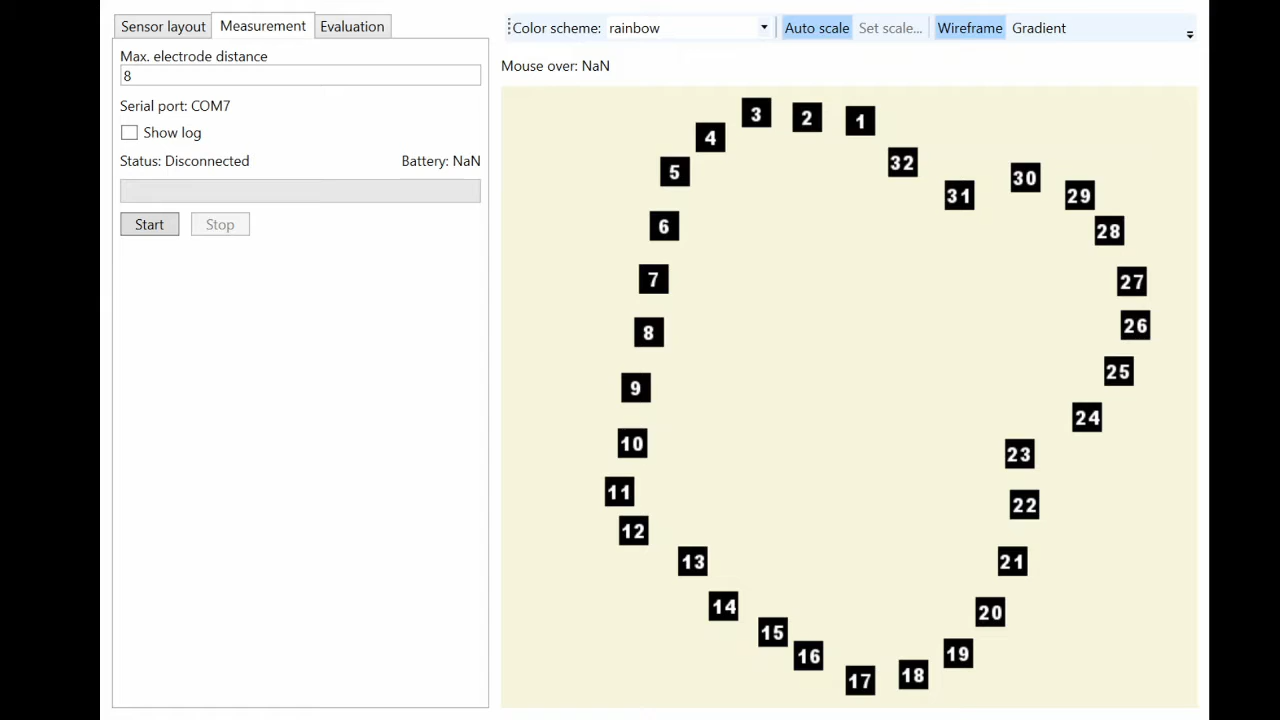 Sensor layout Measurement Evaluation
Max. electrode distance
8
Serial port: COM7
Show log
Status: Disconnected Battery: NaN
Start Stop
Color scheme: rainbow Auto scale Set scale... Wireframe Gradient
Mouse over: NaN
3 2 1
4
32
5 30
31 29
6 28
7 27
8 26
9 25
10 24
23
11 22
12
13 21
14 20
15
16 19
17 18